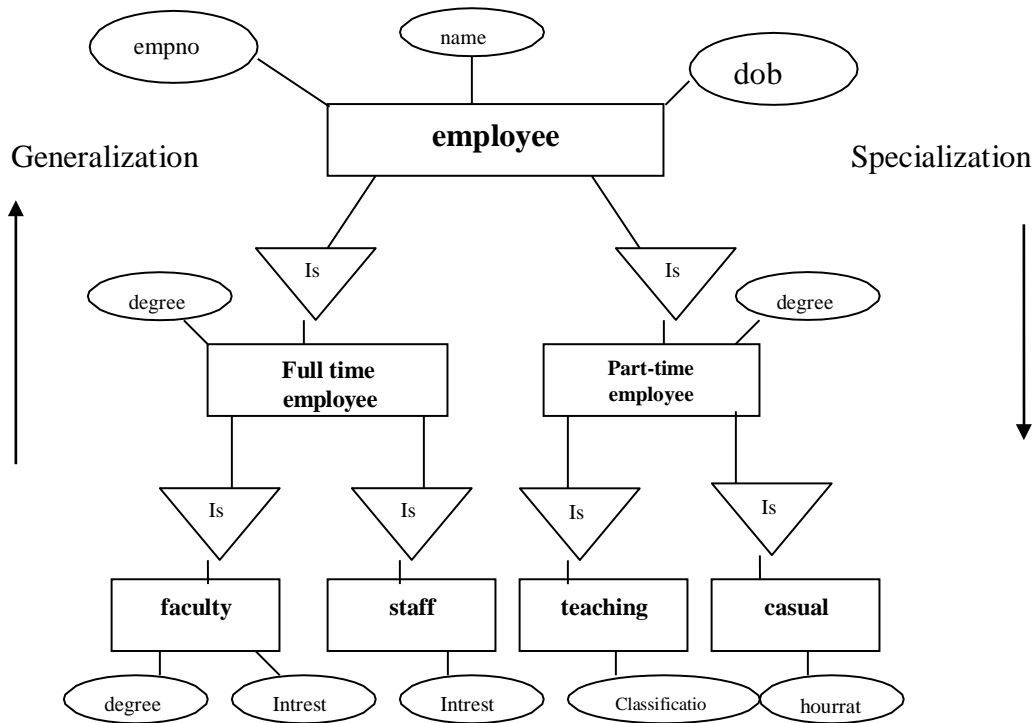 empno
name
dob
employee
Generalization
Specialization
Is
Is
degree
degree
Full time
employee
Part-time
employee
Is
Is
Is
Is
faculty
staff
teaching
casual
degree
Intrest
Intrest
Classificatio
hourrat